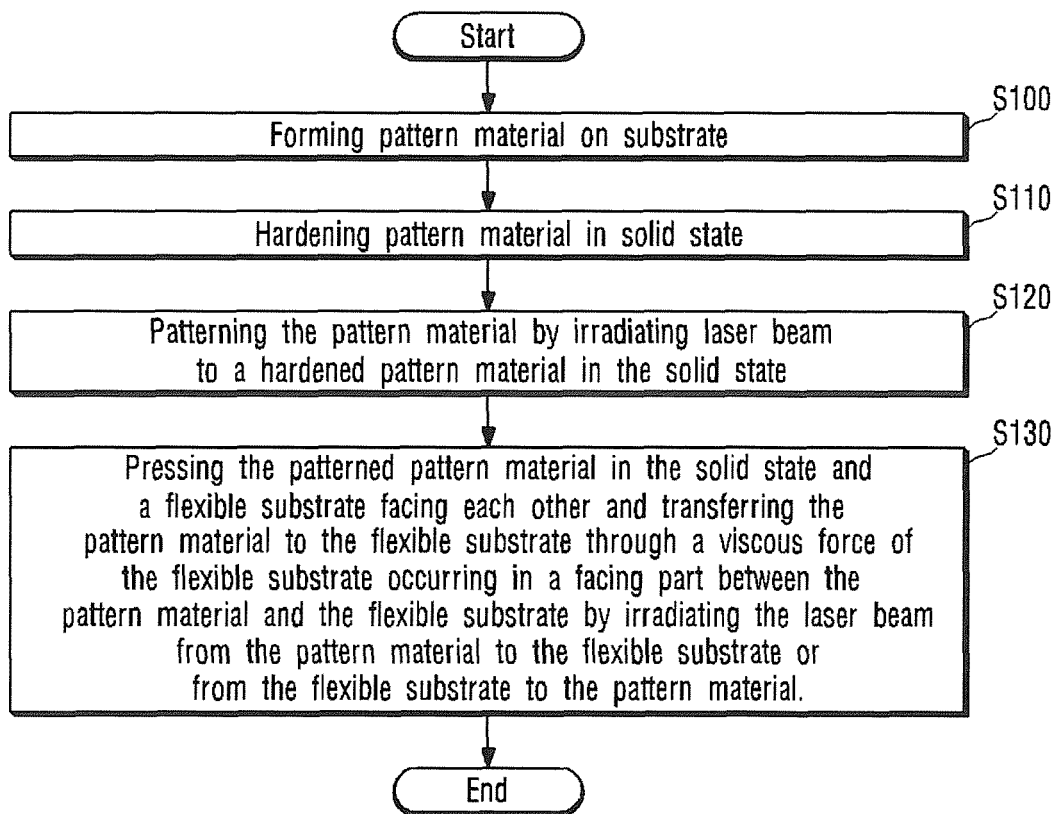 Start
S100
Forming pattern material on substrate
S110
Hardening pattern material in solid state
S120
Patterning the pattern material by irradiating laser beam
to a hardened pattern material in the solid state
S130
Pressing the patterned pattern material in the solid state and
a flexible substrate facing each other and transferring the
pattern material to the flexible substrate through a viscous force of
the flexible substrate occurring in a facing part between the
pattern material and the flexible substrate by irradiating the laser beam
from the pattern material to the flexible substrate or
from the flexible substrate to the pattern material.
End